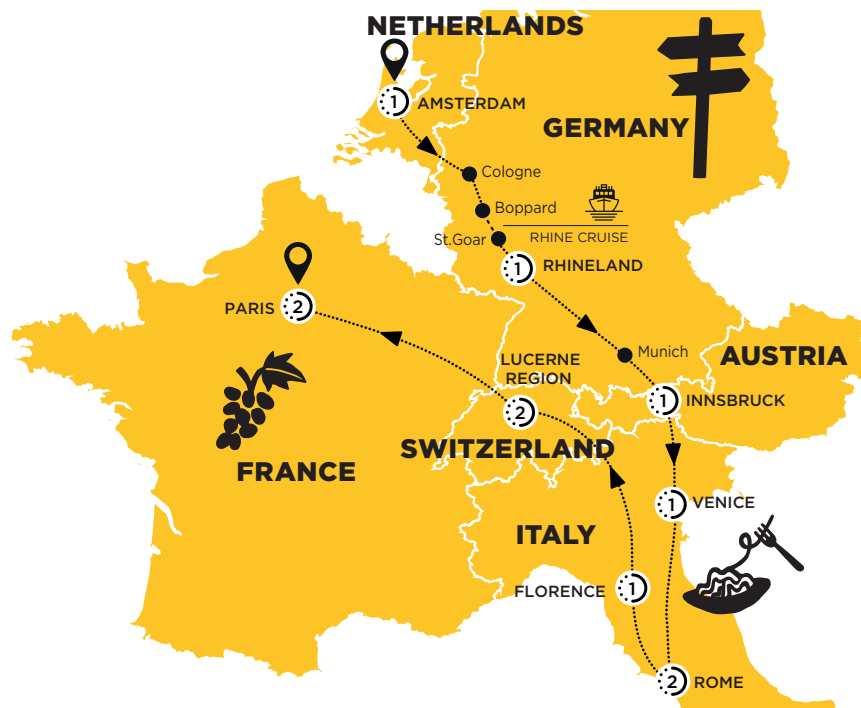 NETHERLANDS
1
AMSTERDAM
GERMANY
Cologne
Boppard
St.Goar
RHINE CRUISE
1
RHINELAND
PARIS
2
Munich
LUCERNE
REGION
AUSTRIA
1
INNSBRUCK
2
SWITZERLAND
FRANCE
1
VENICE
ITALY
FLORENCE
1
2
ROME